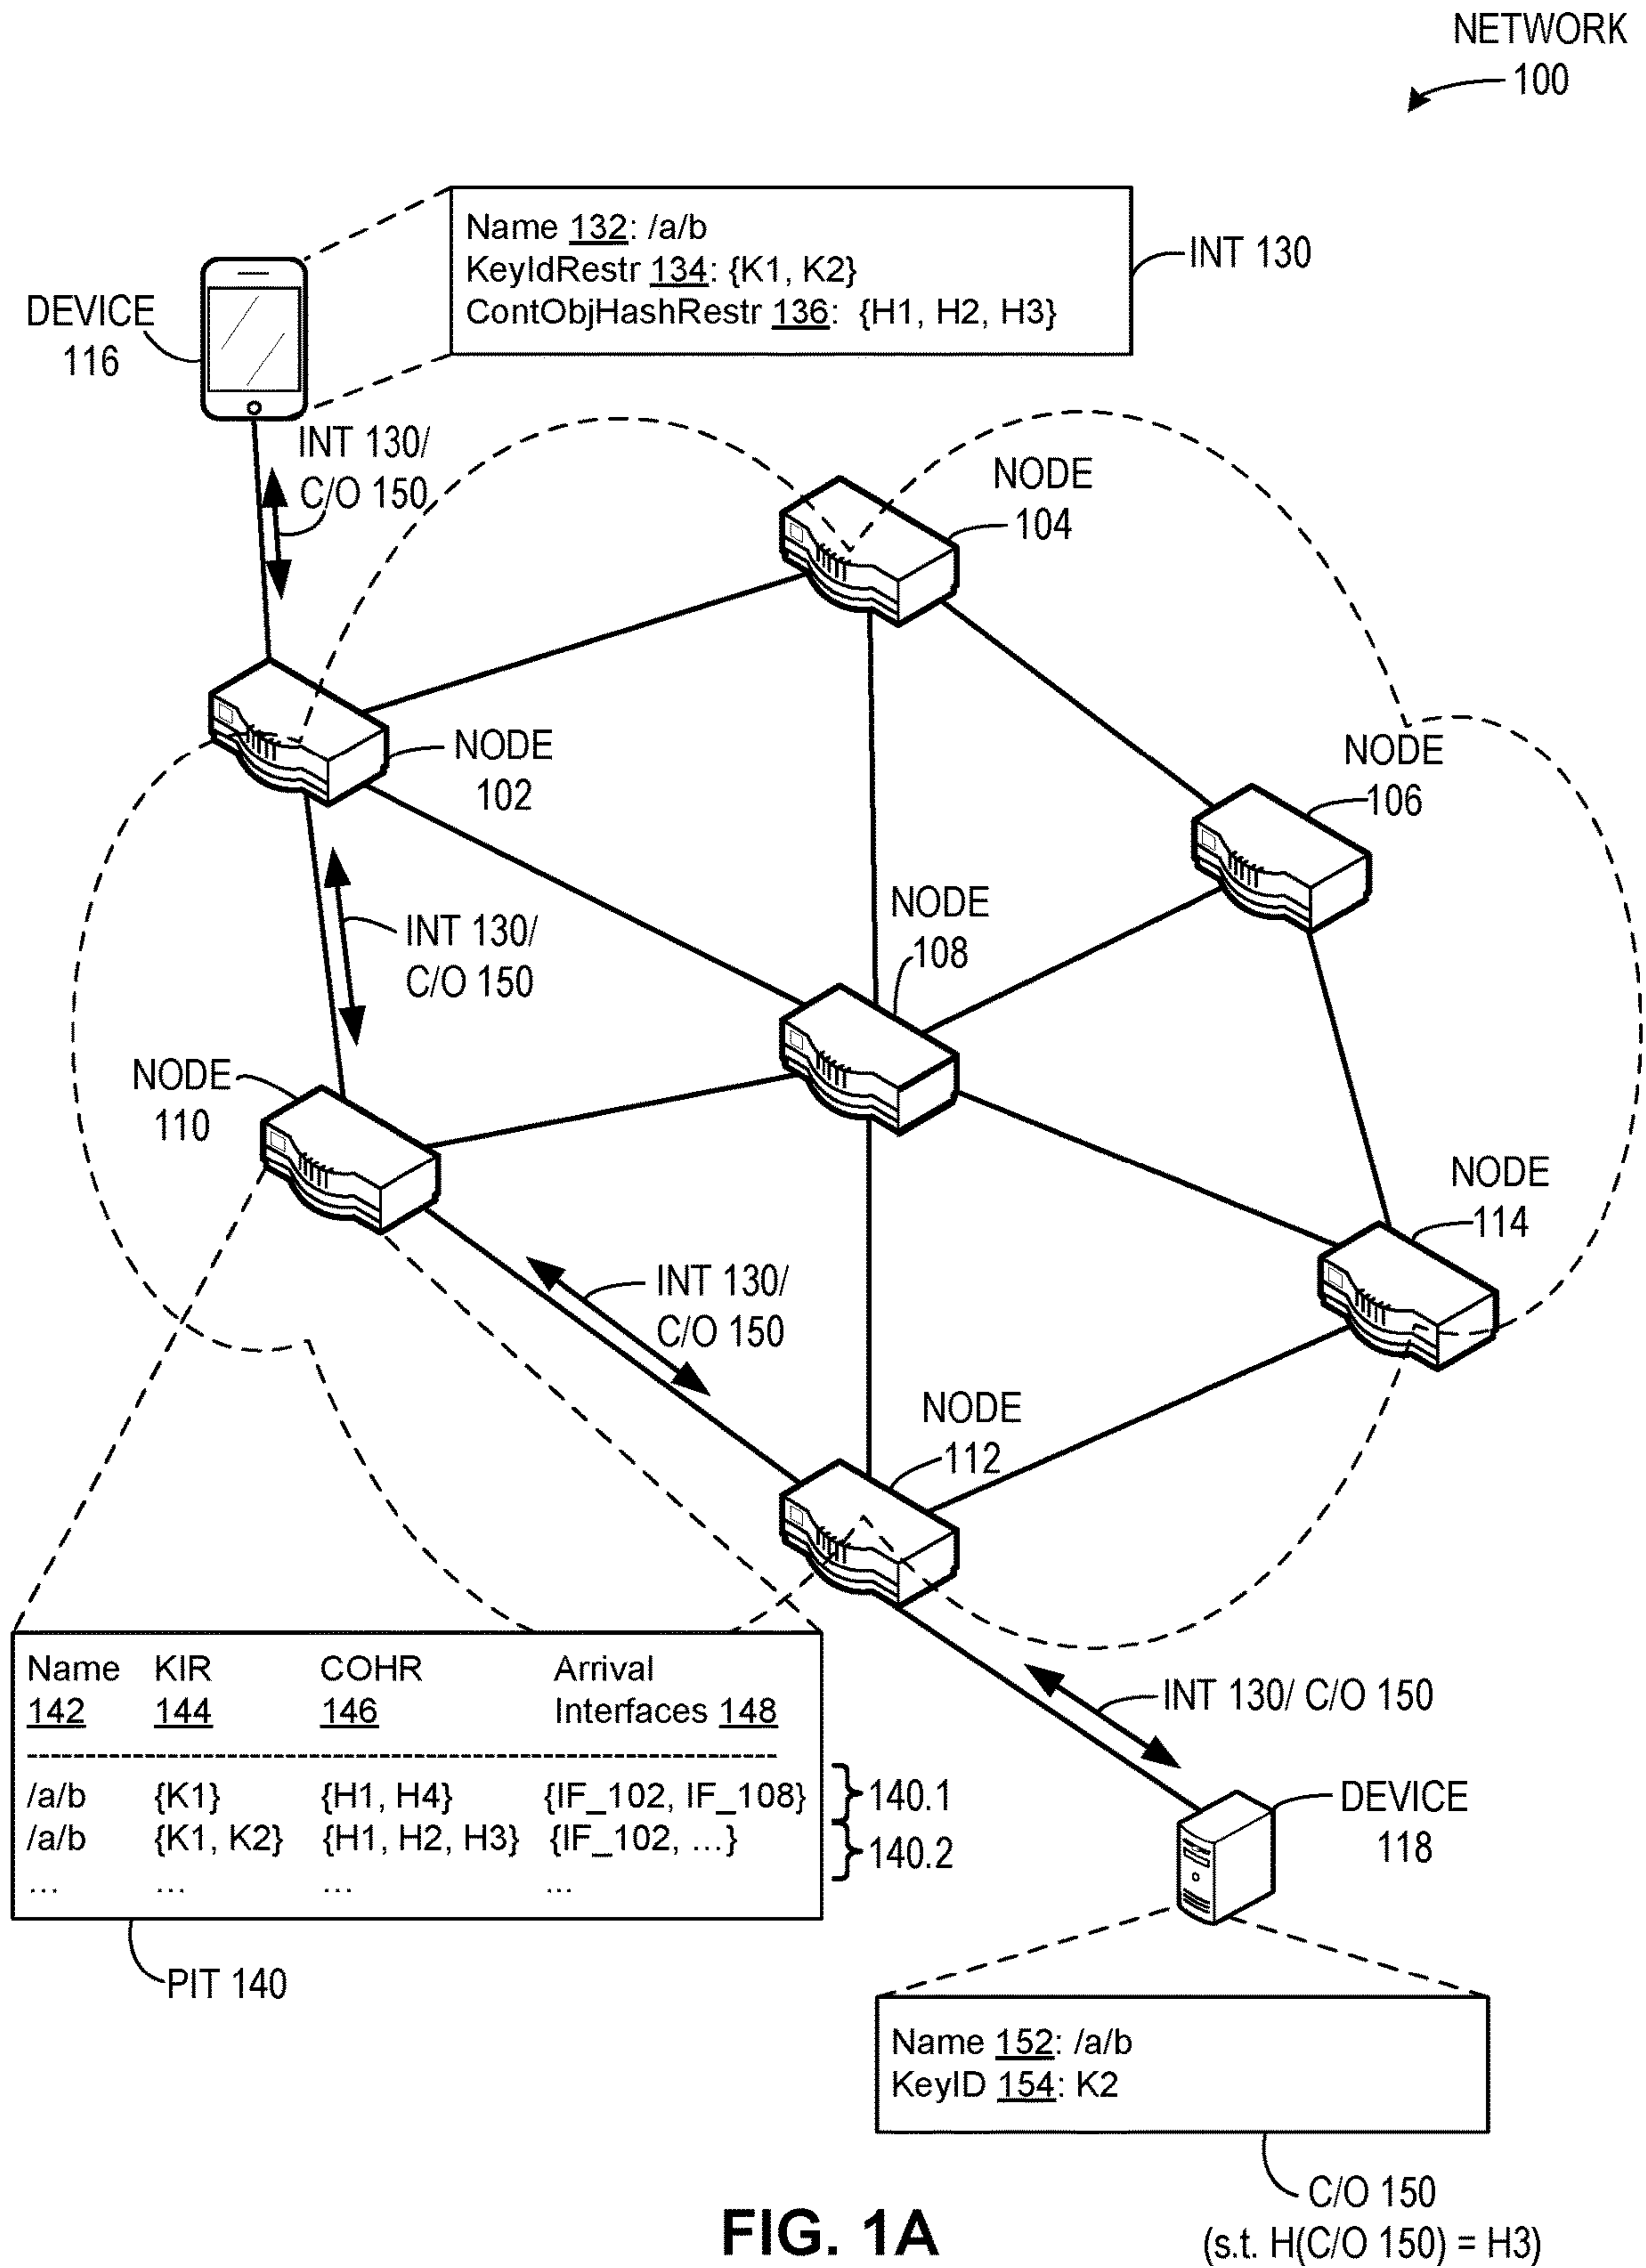 NETWORK
100
Name 132: /a/b
KeyIdRestr 134: {K1, K2}
ContObjHashRestr 136: {H1, H2, H3}
INT 130
DEVICE
116
INT 130/
C/O 150
NODE
104
NODE
102
NODE
106
NODE
108
INT 130/
C/O 150
NODE
110
NODE
114
INT 130/
C/O 150
NODE
112
Name KIR COHR Arrival
142 144 146 Interfaces 148
/a/b {K1} {H1, H4} {IF_102, IF_108}
140.1
/a/b {K1, K2} {H1, H2, H3} {IF_102, ...}
140.2
... ... ... ...
PIT 140
INT 130/ C/O 150
DEVICE
118
Name 152: /a/b
KeyID 154: K2
C/O 150
(s.t. H(C/O 150) = H3)
FIG. 1A